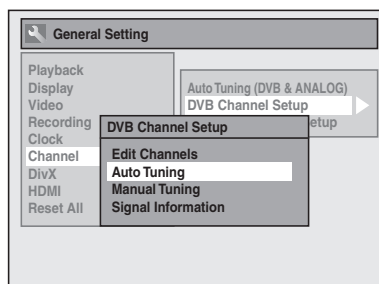 General Setting
Playback
Display
Video
Recording
Clock
Channel
DivX
HDMI
Reset All
Auto Tuning (DVB & ANALOG)
DVB Channel Setup
etup
DVB Channel Setup
Edit Channels
Auto Tuning
Manual Tuning
Signal Information